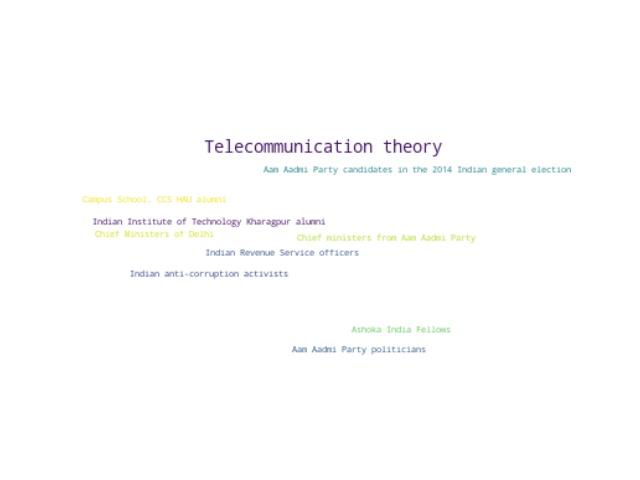 Telecommunication theory
Aam Aadmi Party candidates in the 2014 Indian general election
Campus School, CCS HAU alumni
Indian Institute of Technology Kharagpur alumni
Chief Ministers of Delhi
Chief ministers from Aam Aadmi Party
Indian Revenue Service officers
Indian anti-corruption activists
Ashoka India Fellows
Aam Aadmi Party politicians